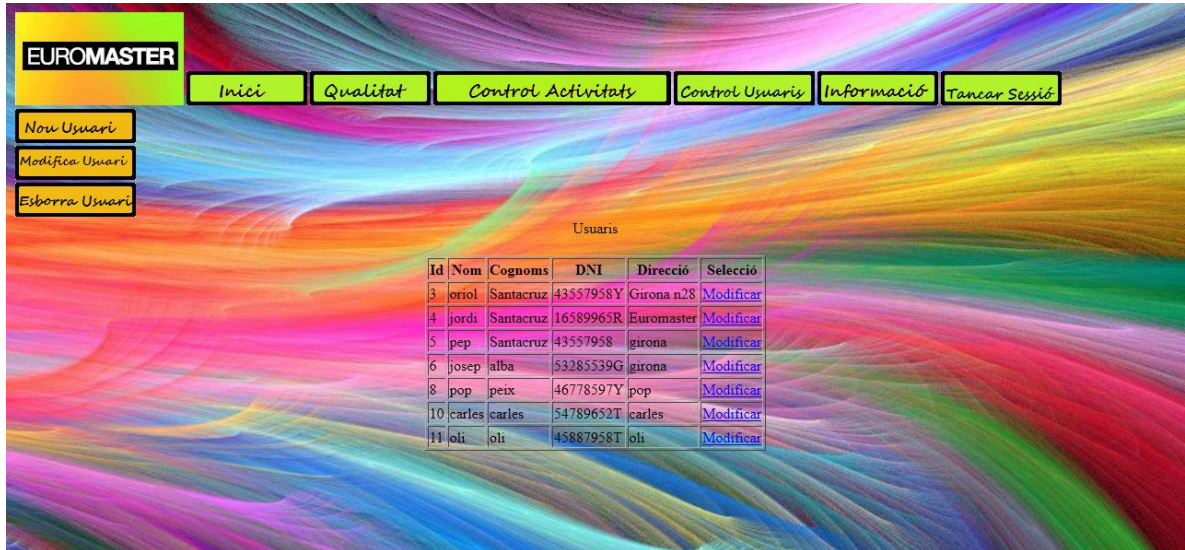 EUROMASTER
Inici Qualitat Control Activitats Control Usuaris Informació Tancar Sessió
Nou Usuari
Modifica Usuari
Esborra Usuari
Usuaris
Id Nom Cognoms DNI Direcció Selecció
3 oriol Santacruz 43557958Y Girona n28 Modificar
4 jordi Santacruz 16589965R Euromaster Modificar
5 pep Santacruz 43557958 girona Modificar
6 josep alba 53285539G girona Modificar
8 pop peix 46778597Y pop Modificar
10 carles carles 54789652T carles Modificar
11 oli oli 45887958T oli Modificar